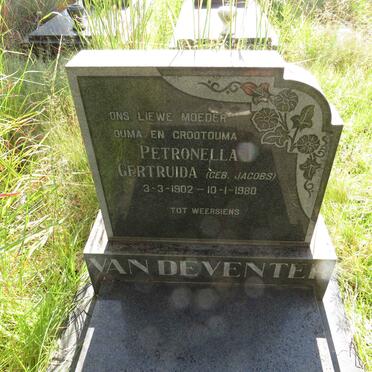 ONS LIEWE MOEDER
OUMA EN GROOTOUMA
PETRONELLA
GERTRUIDA (GEB. JACOBS)
3-3-1902 - 10-1-1980
TOT WEERSIENS
VAN DEVENTER